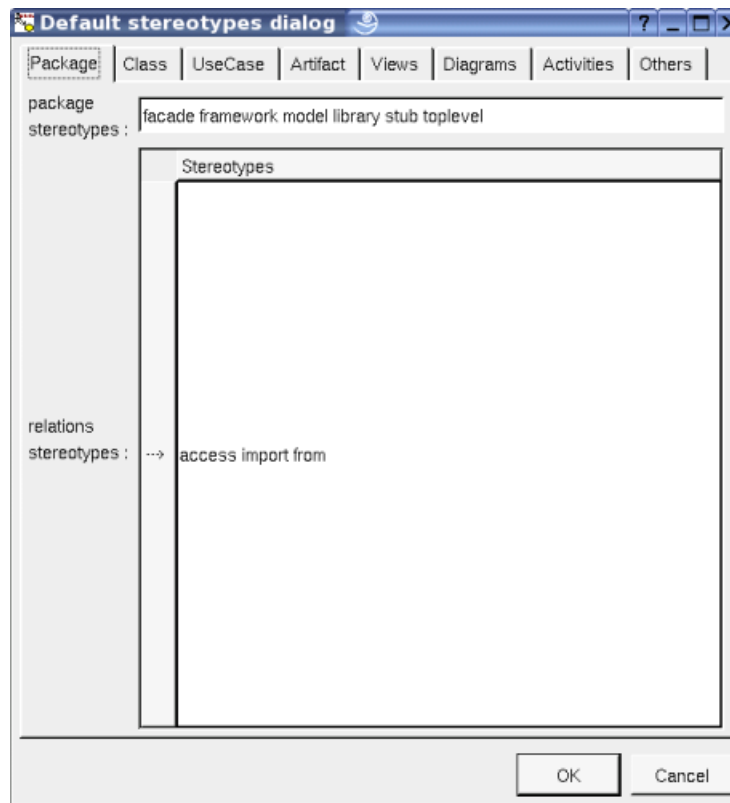 Default stereotypes dialog
Package Class UseCase Artifact Views Diagrams Activities Others
package
stereotypes :
facade framework model library stub toplevel
Stereotypes
relations
stereotypes :
access import from
OK Cancel